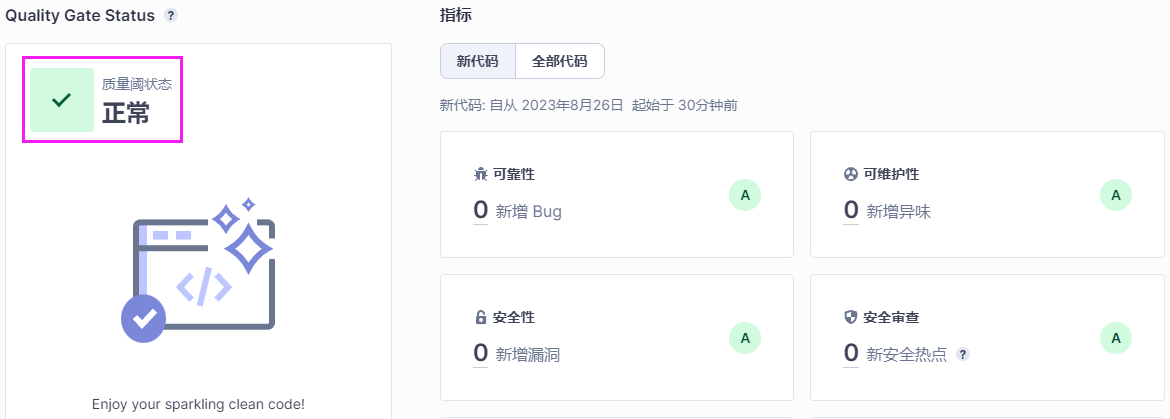 Quality Gate Status ?
质量阈状态
正常
Enjoy your sparkling clean code!
指标
新代码 全部代码
新代码: 自从 2023年8月26日 起始于 30分钟前
可靠性
0 新增 Bug
A
可维护性
0 新增异味
A
安全性
0 新增漏洞
A
安全审查
0 新安全热点 ?
A